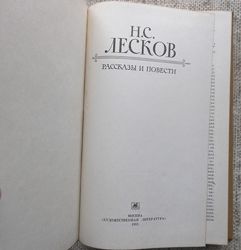 Н.С.
ЛЕСКОВ
РАССКАЗЫ И ПОВЕСТИ
МОСКВА
«ХУДОЖЕСТВЕННАЯ ЛИТЕРАТУРА»